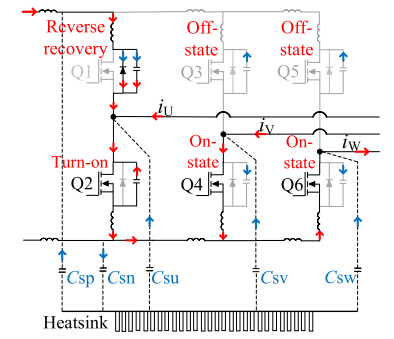 Reverse recovery
Off-state
Off-state
Q1
Q3
Q5
iU
iV
iW
Turn-on
On-state
On-state
Q2
Q4
Q6
Csp
Csn
Csu
Csv
Csw
Heatsink